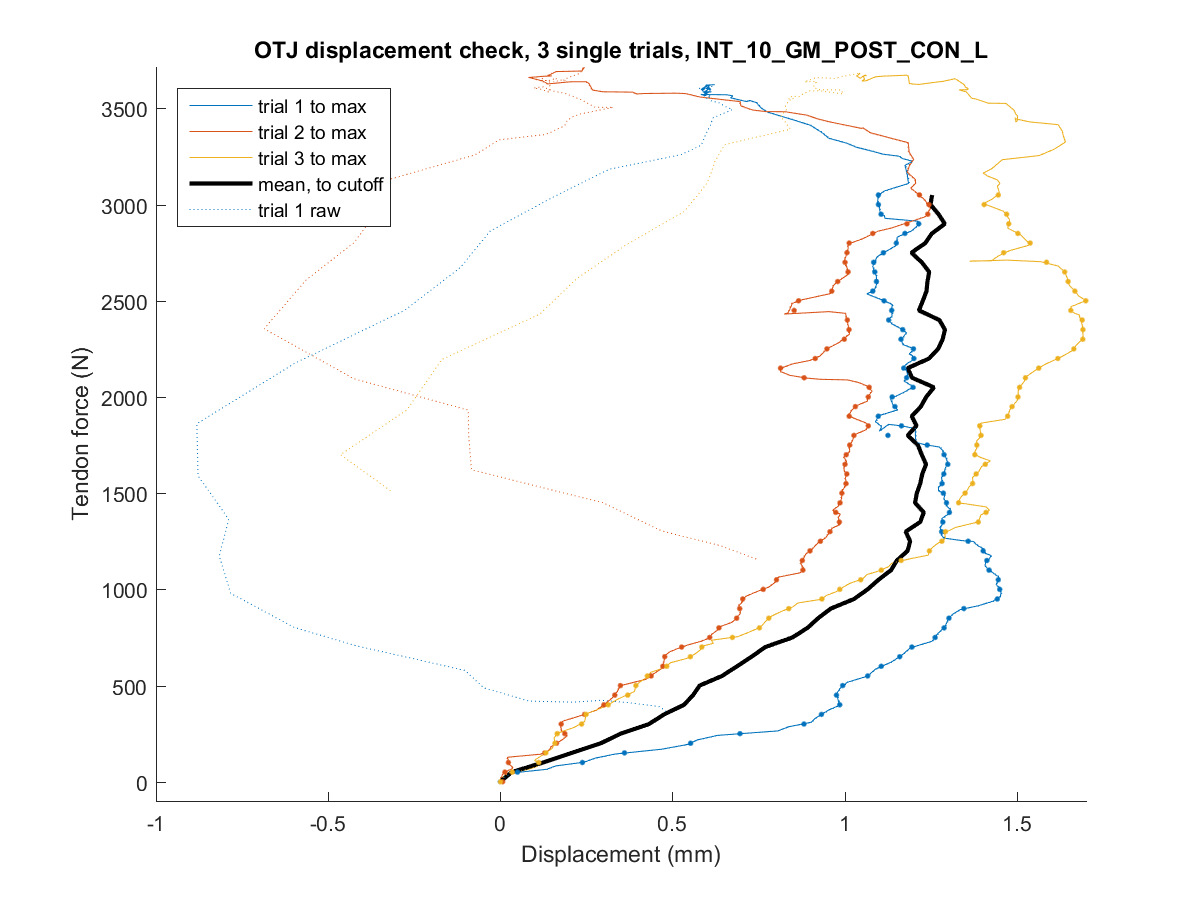 OTJ displacement check, 3 single trials, INT_10_GM_POST_CON_L
trial 1 to max
trial 2 to max
trial 3 to max
mean, to cutoff
trial 1 raw
3500
3000
2500
2000
1500
1000
500
0
Tendon force (N)
-1
-0.5
0
0.5
1
1.5
Displacement (mm)